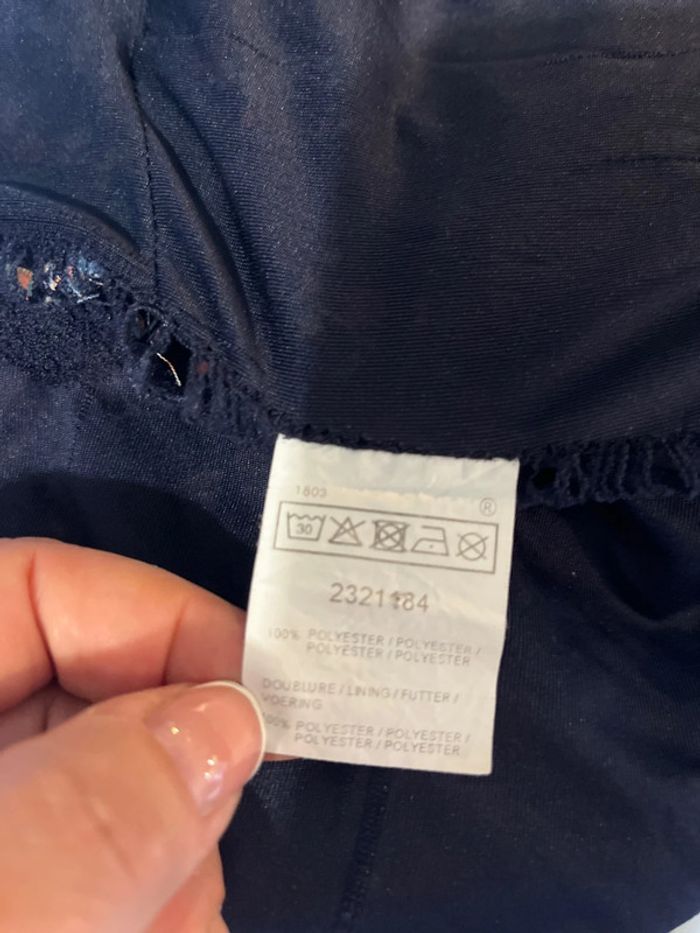 1803
®
30
2321184
100% POLYESTER / POLYESTER /
POLYESTER / POLYESTER
DOUBLURE / LINING / FUTTER /
VOERING
100% POLYESTER / POLYESTER /
POLYESTER / POLYESTER